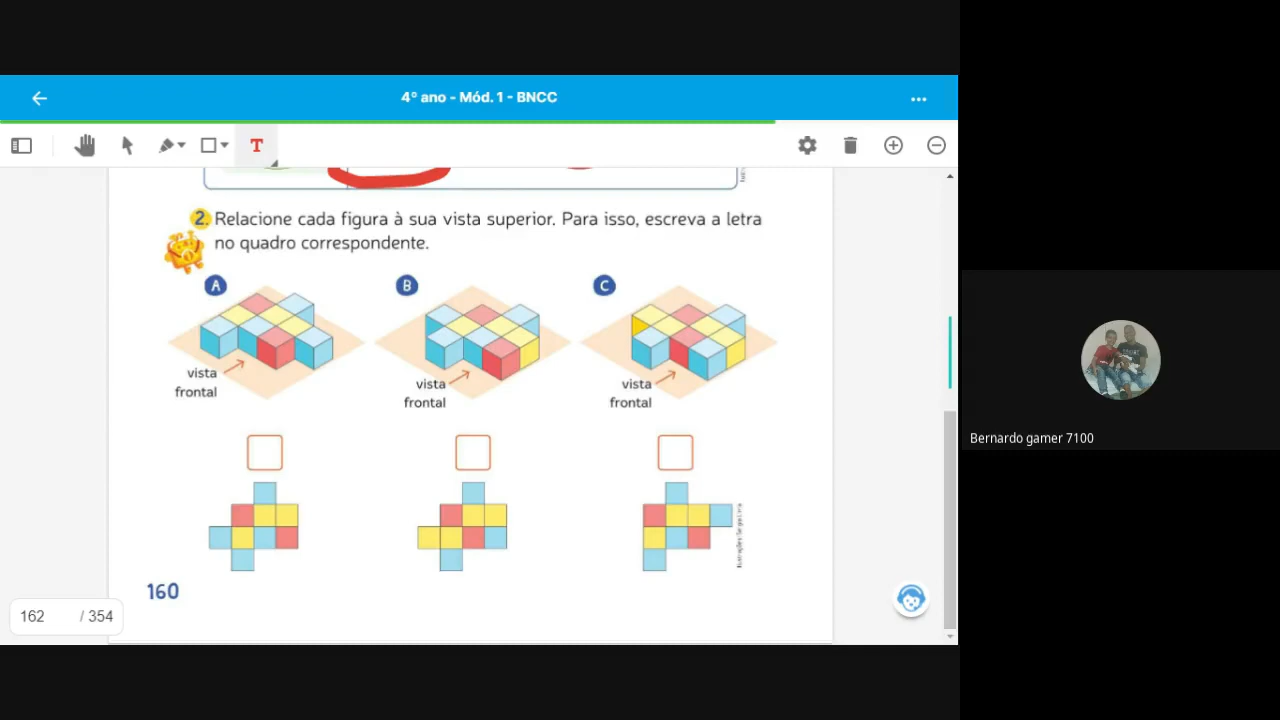 4º ano - Mód. 1 - BNCC
T
2. Relacione cada figura à sua vista superior. Para isso, escreva a letra
no quadro correspondente.
A
B
C
vista
frontal
vista
frontal
vista
frontal
160
162 / 354
Bernardo gamer 7100